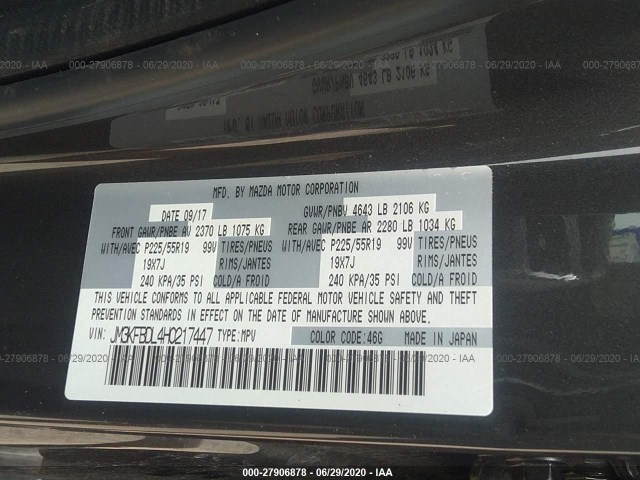 000-27906878 - 06/29/2020 - IAA
MFD. BY MAZDA MOTOR CORPORATION
DATE 09/17 GVWR/PNBV 4643 LB 2106 KG
FRONT GAWR/PNBE AV 2370 LB 1075 KG REAR GAWR/PNBE AR 2280 LB 1034 KG
WITH/AVEC P225/55R19 99V TIRES/PNEUS WITH/AVEC P225/55R19 99V TIRES/PNEUS
19X7J RIMS/JANTES 19X7J RIMS/JANTES
240 KPA/35 PSI COLD/A FROID 240 KPA/35 PSI COLD/A FROID
THIS VEHICLE CONFORMS TO ALL APPLICABLE FEDERAL MOTOR VEHICLE SAFETY AND THEFT
PREVENTION STANDARDS IN EFFECT ON THE DATE OF MANUFACTURE SHOWN ABOVE.
VIN: JM3KFBDL4H0217447 TYPE:MPV COLOR CODE:46G MADE IN JAPAN
000-27906878 - 06/29/2020 - IAA